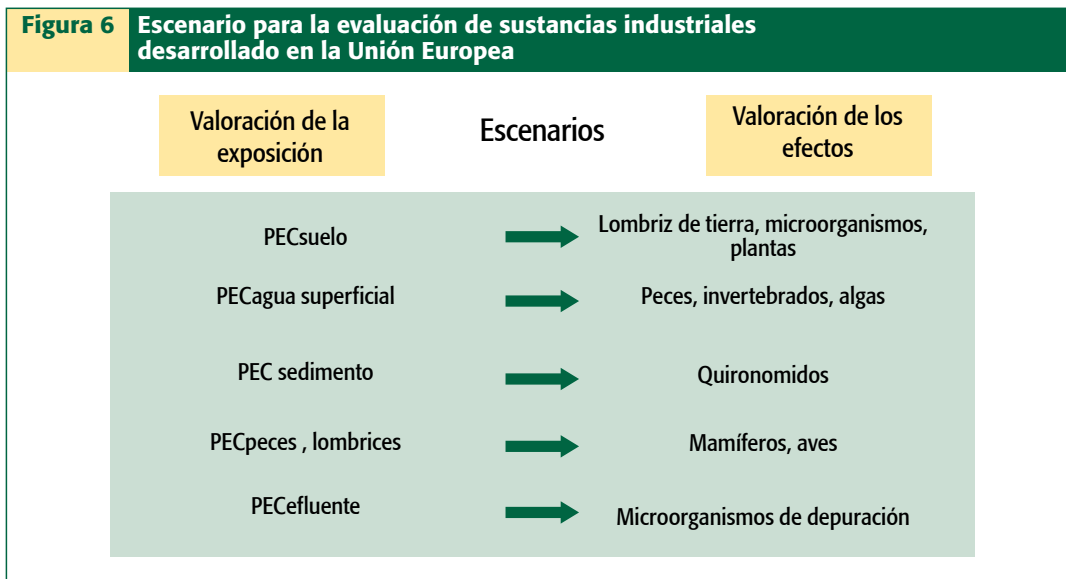 Figura 6
Escenario para la evaluación de sustancias industriales
desarrollado en la Unión Europea
Valoración de la
exposición
Escenarios
Valoración de los
efectos
PECsuelo
Lombriz de tierra, microorganismos,
plantas
PECagua superficial
Peces, invertebrados, algas
PEC sedimento
Quironomidos
PECpeces , lombrices
Mamíferos, aves
PECefluente
Microorganismos de depuración